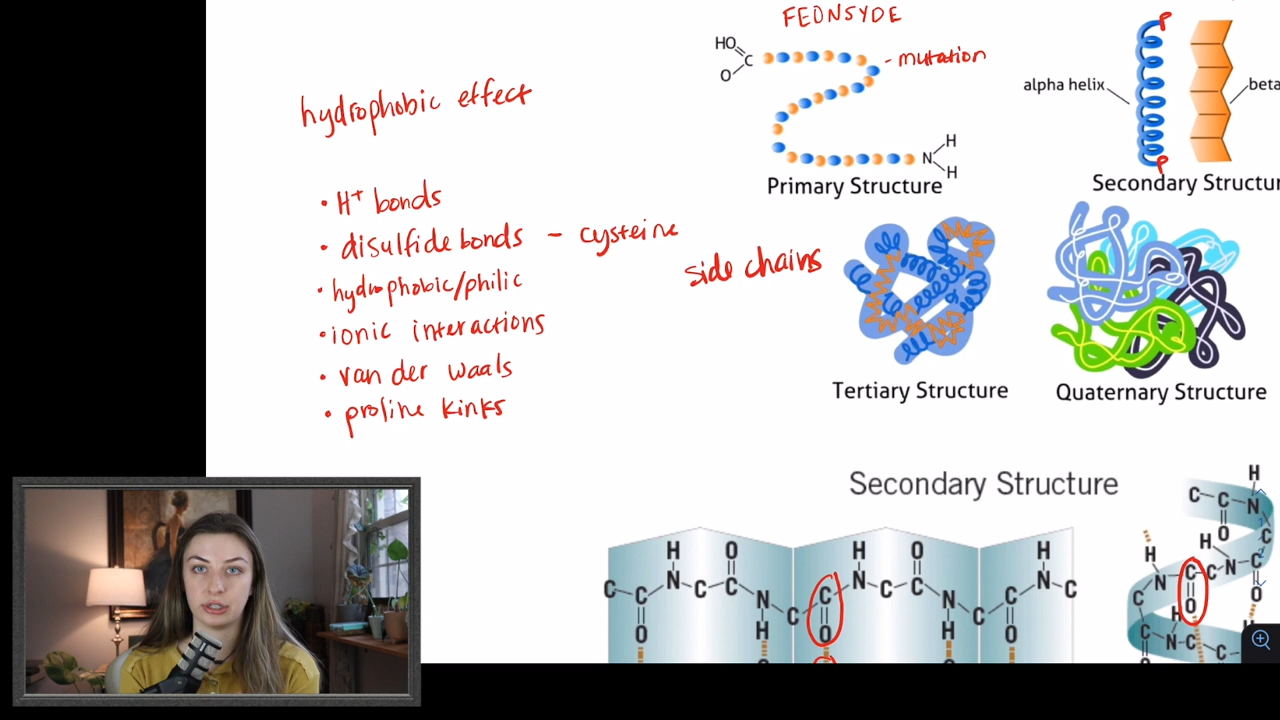 FEONSYDE
HO
C
O
- mutation
N
H
H
Primary Structure
P
alpha helix
beta
P
Secondary Structur
hydrophobic effect
• H+ bonds
• disulfide bonds - cysteine
• hydrophobic/philic
• ionic interactions
• van der waals
• proline kinks
side chains
Tertiary Structure
Quaternary Structure
Secondary Structure
H O H O H
C N C C N C C N C
C O N H C O N H C O
H
C C N
O C
H H
N C C N C
C O O
H H
C N C C